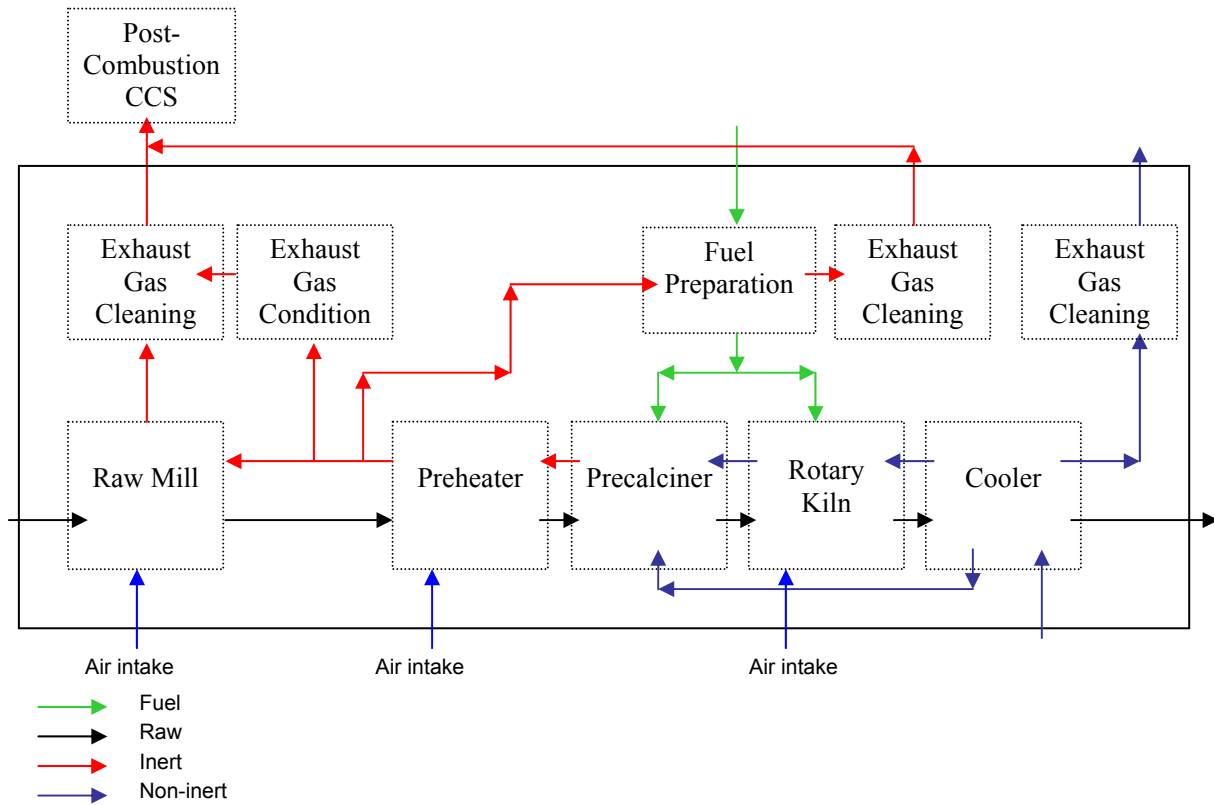 Post-
Combustion
CCS
Exhaust
Gas
Cleaning
Exhaust
Gas
Condition
Fuel
Preparation
Exhaust
Gas
Cleaning
Exhaust
Gas
Cleaning
Raw Mill
Preheater
Precalciner
Rotary
Kiln
Cooler
Air intake
Air intake
Air intake
Fuel
Raw
Inert
Non-inert